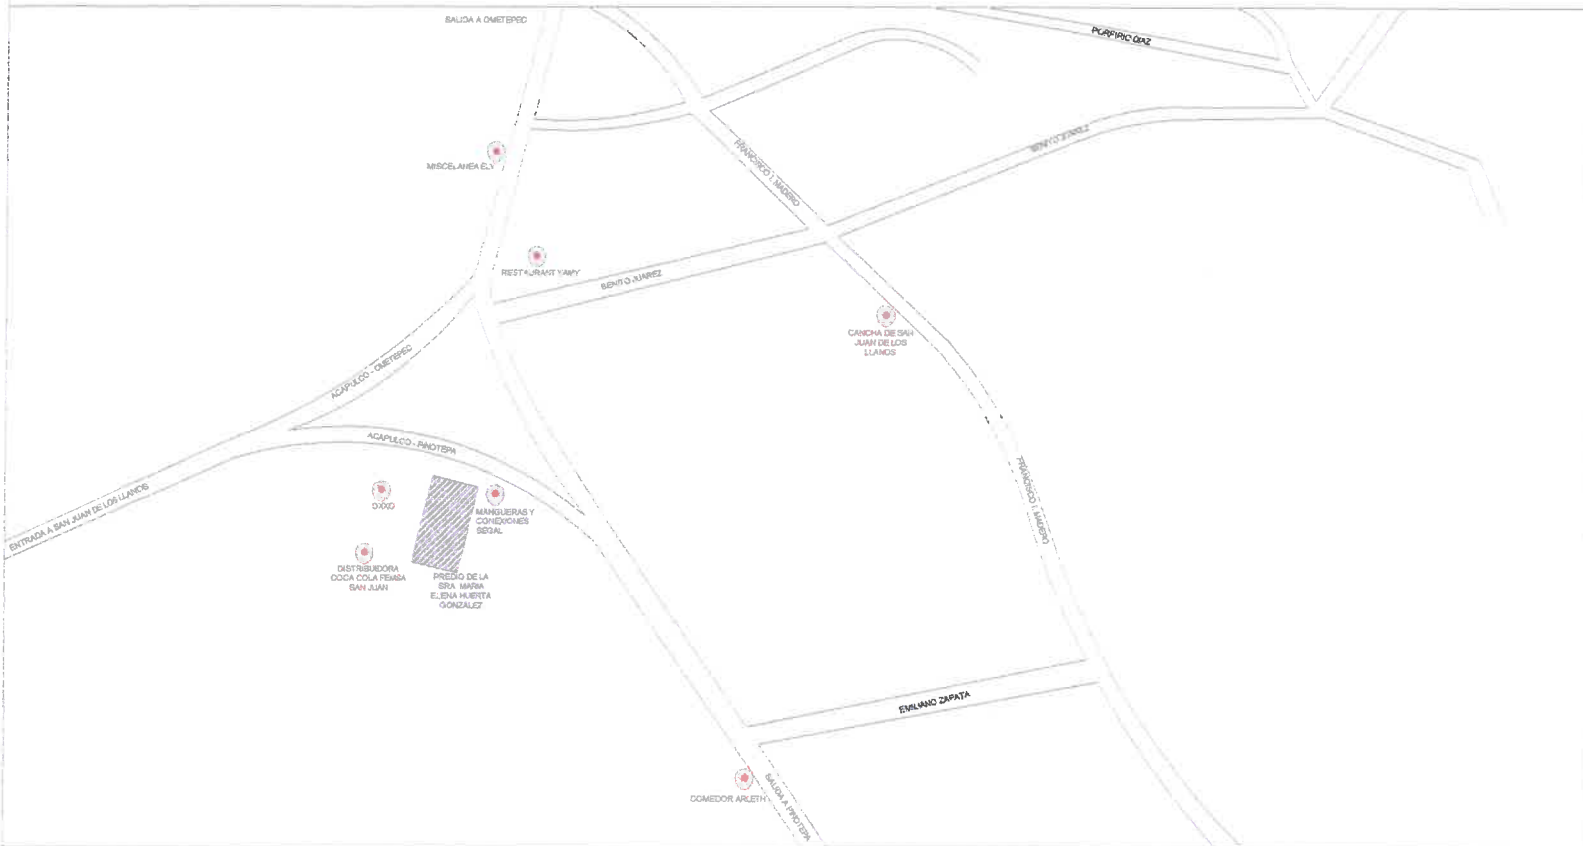 SALIDA A OMETEPEC
PORFIRIO DIAZ
BENITO JUAREZ
FRANCISCO I. MADERO
MISCELANEA ELY
RESTAURANT YAMY
BENITO JUAREZ
CANCHA DE SAN
JUAN DE LOS
LLANOS
ACAPULCO - OMETEPEC
ACAPULCO - PINOTEPA
ENTRADA A SAN JUAN DE LOS LLANOS
OXXO
MANGUERAS Y
CONEXIONES
SEGAL
FRANCISCO I. MADERO
DISTRIBUIDORA
COCA COLA FEMSA
SAN JUAN
PREDIO DE LA
SRA. MARIA
ELENA HUERTA
GONZALEZ
EMILIANO ZAPATA
COMEDOR ARLETH
SALIDA A PINOTEPA